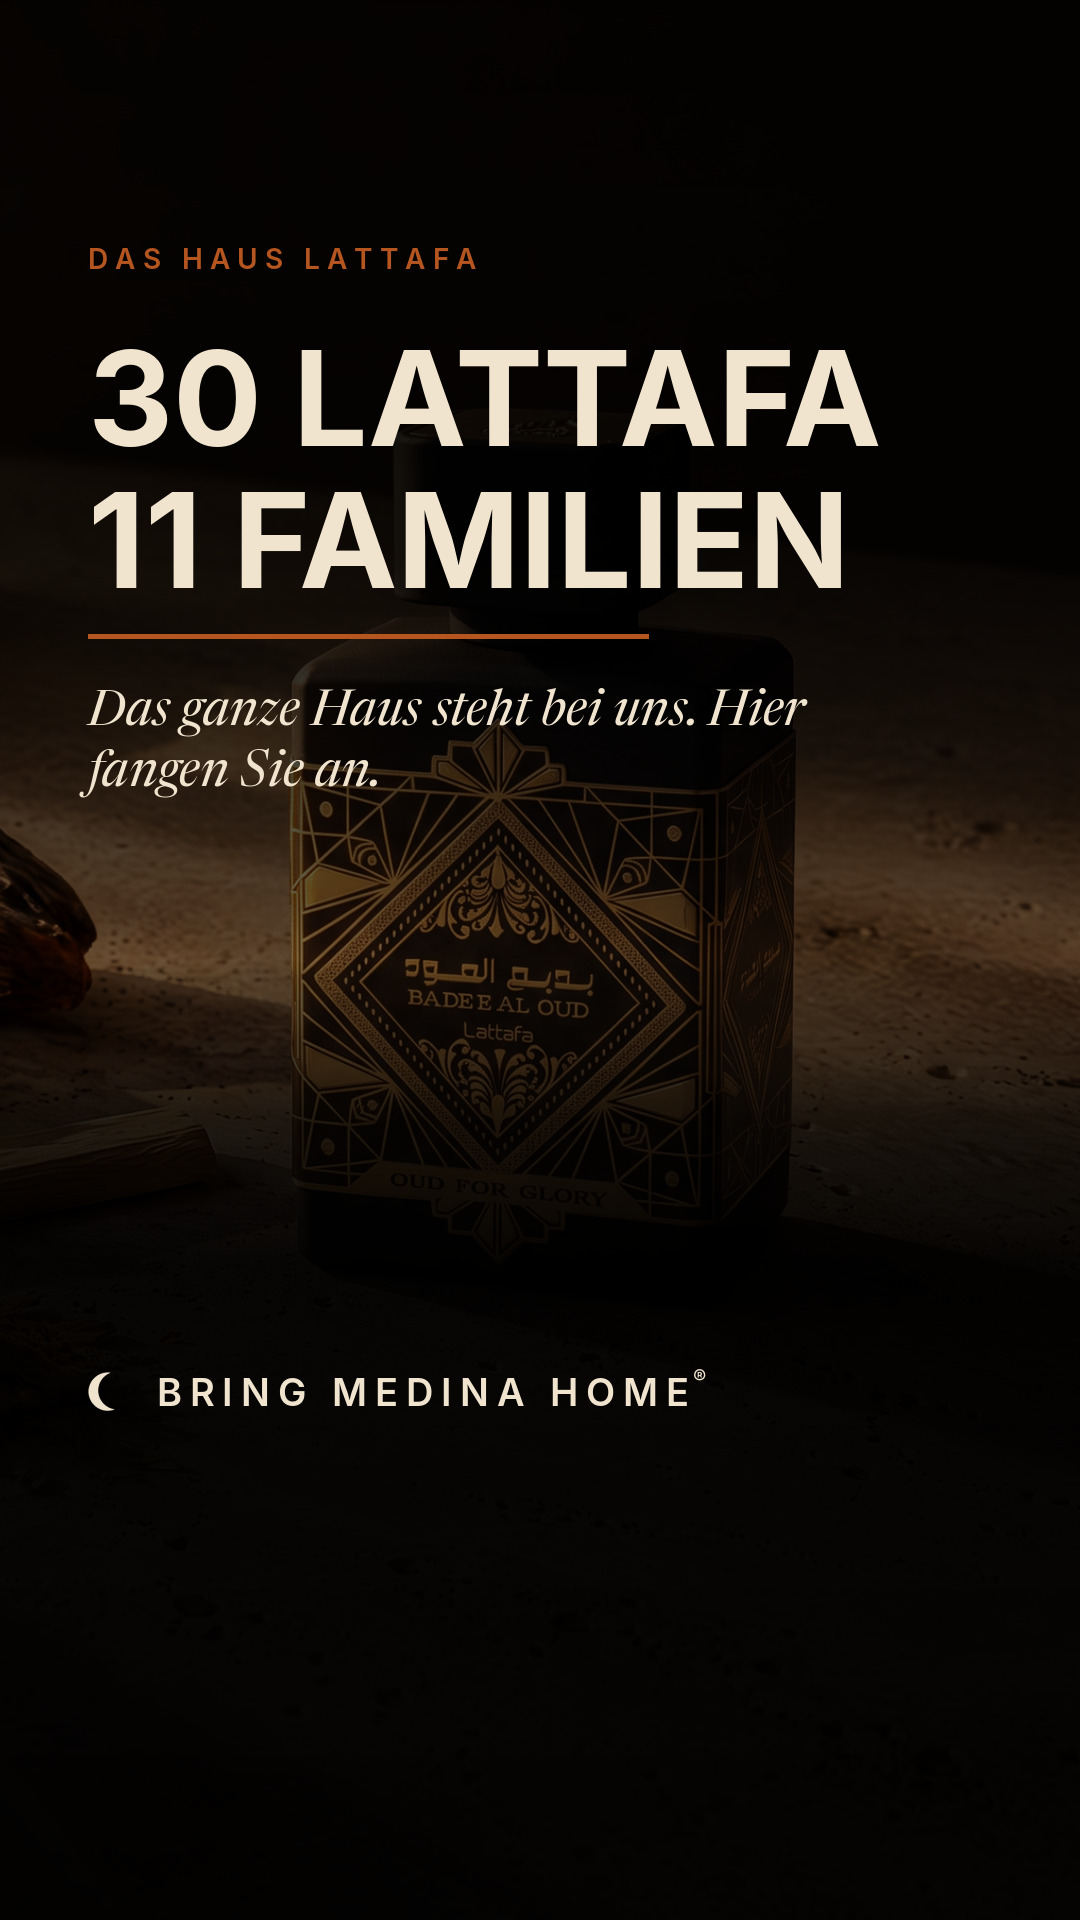 DAS HAUS LATTAFA
30 LATTAFA
11 FAMILIEN
Das ganze Haus steht bei uns. Hier
fangen Sie an.
بديع العود
BADEE AL OUD
Lattafa
OUD FOR GLORY
BRING MEDINA HOME®